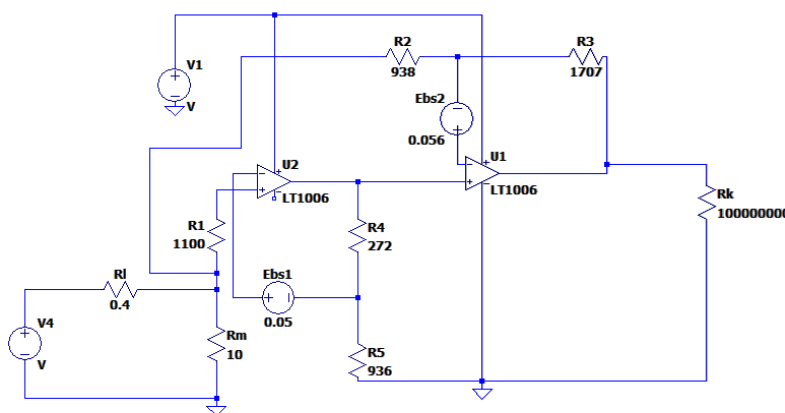 R2
938
R3
1707
V1
V
Ebs2
0.056
U2
LT1006
U1
LT1006
Rk
100000000
R1
1100
R4
272
Rl
0.4
Ebs1
0.05
V4
V
Rm
10
R5
936